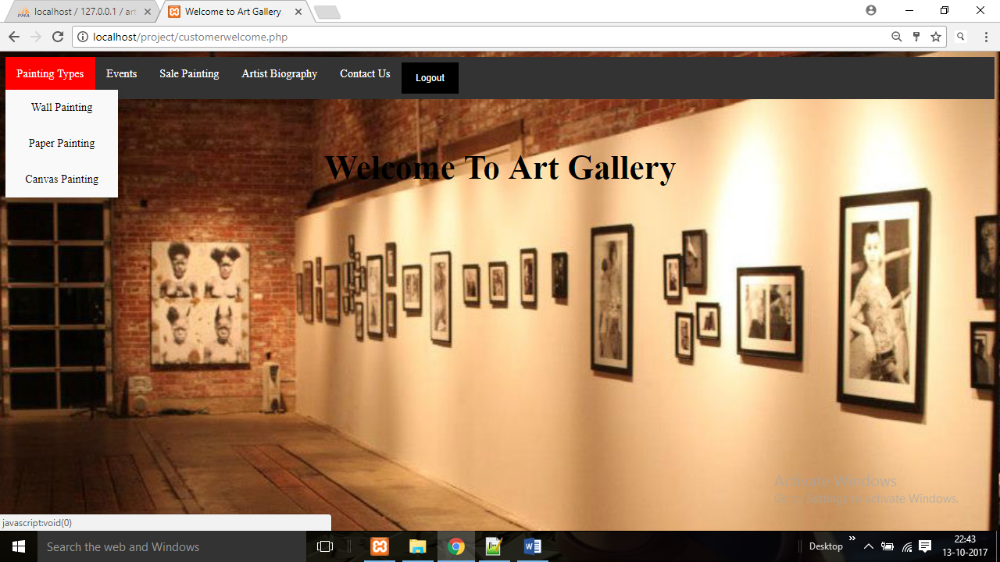 localhost / 127.0.0.1 / art
Welcome to Art Gallery
localhost/project/customerwelcome.php
Painting Types
Events
Sale Painting
Artist Biography
Contact Us
Logout
Wall Painting
Paper Painting
Canvas Painting
Welcome To Art Gallery
Activate Windows
Go to Settings to activate Windows.
javascript:void(0)
Search the web and Windows
Desktop
22:43
13-10-2017